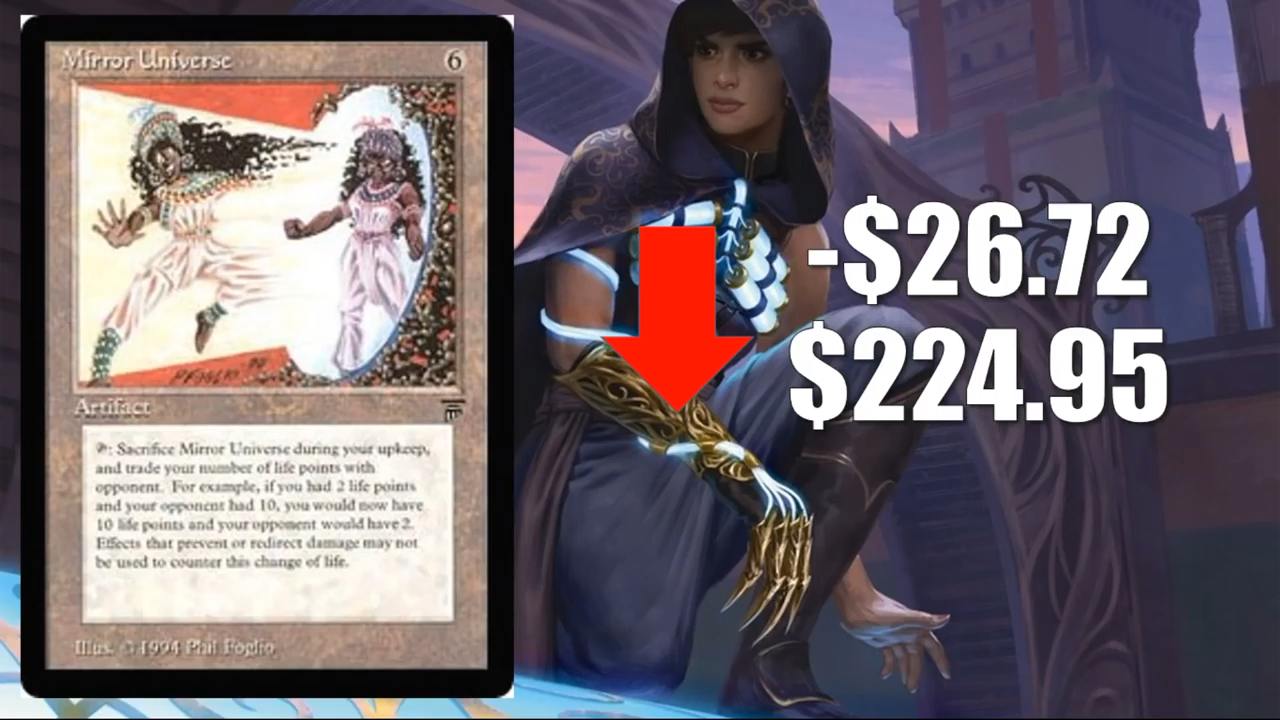 Mirror Universe 6
PFOGLIO 94
Artifact
: Sacrifice Mirror Universe during your upkeep,
and trade your number of life points with
opponent. For example, if you had 2 life points
and your opponent had 10, you would now have
10 life points and your opponent would have 2.
Effects that prevent or redirect damage may not
be used to counter this change of life.
Illus. © 1994 Phil Foglio
-$26.72
$224.95